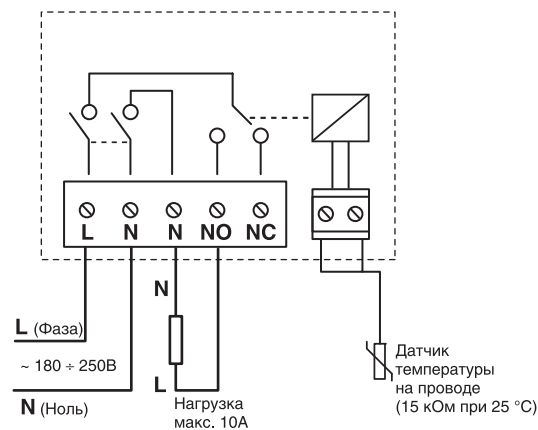 L N N NO NC
N
L (Фаза)
~ 180 ÷ 250В
L
N (Ноль)
Нагрузка
макс. 10А
Датчик
температуры
на проводе
(15 кОм при 25 °C)